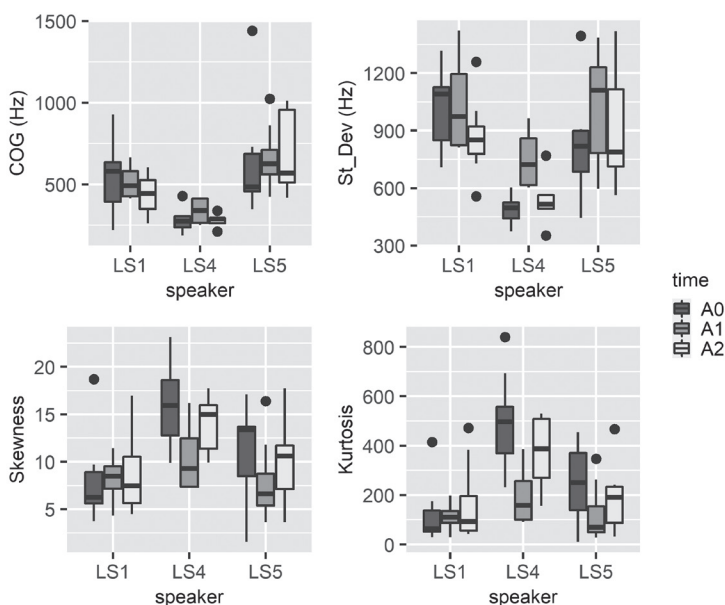 1500
1000
500
COG (Hz)
LS1 LS4 LS5
speaker
1200
900
600
300
St_Dev (Hz)
LS1 LS4 LS5
speaker
20
15
10
5
Skewness
LS1 LS4 LS5
speaker
800
600
400
200
0
Kurtosis
LS1 LS4 LS5
speaker
time
A0
A1
A2